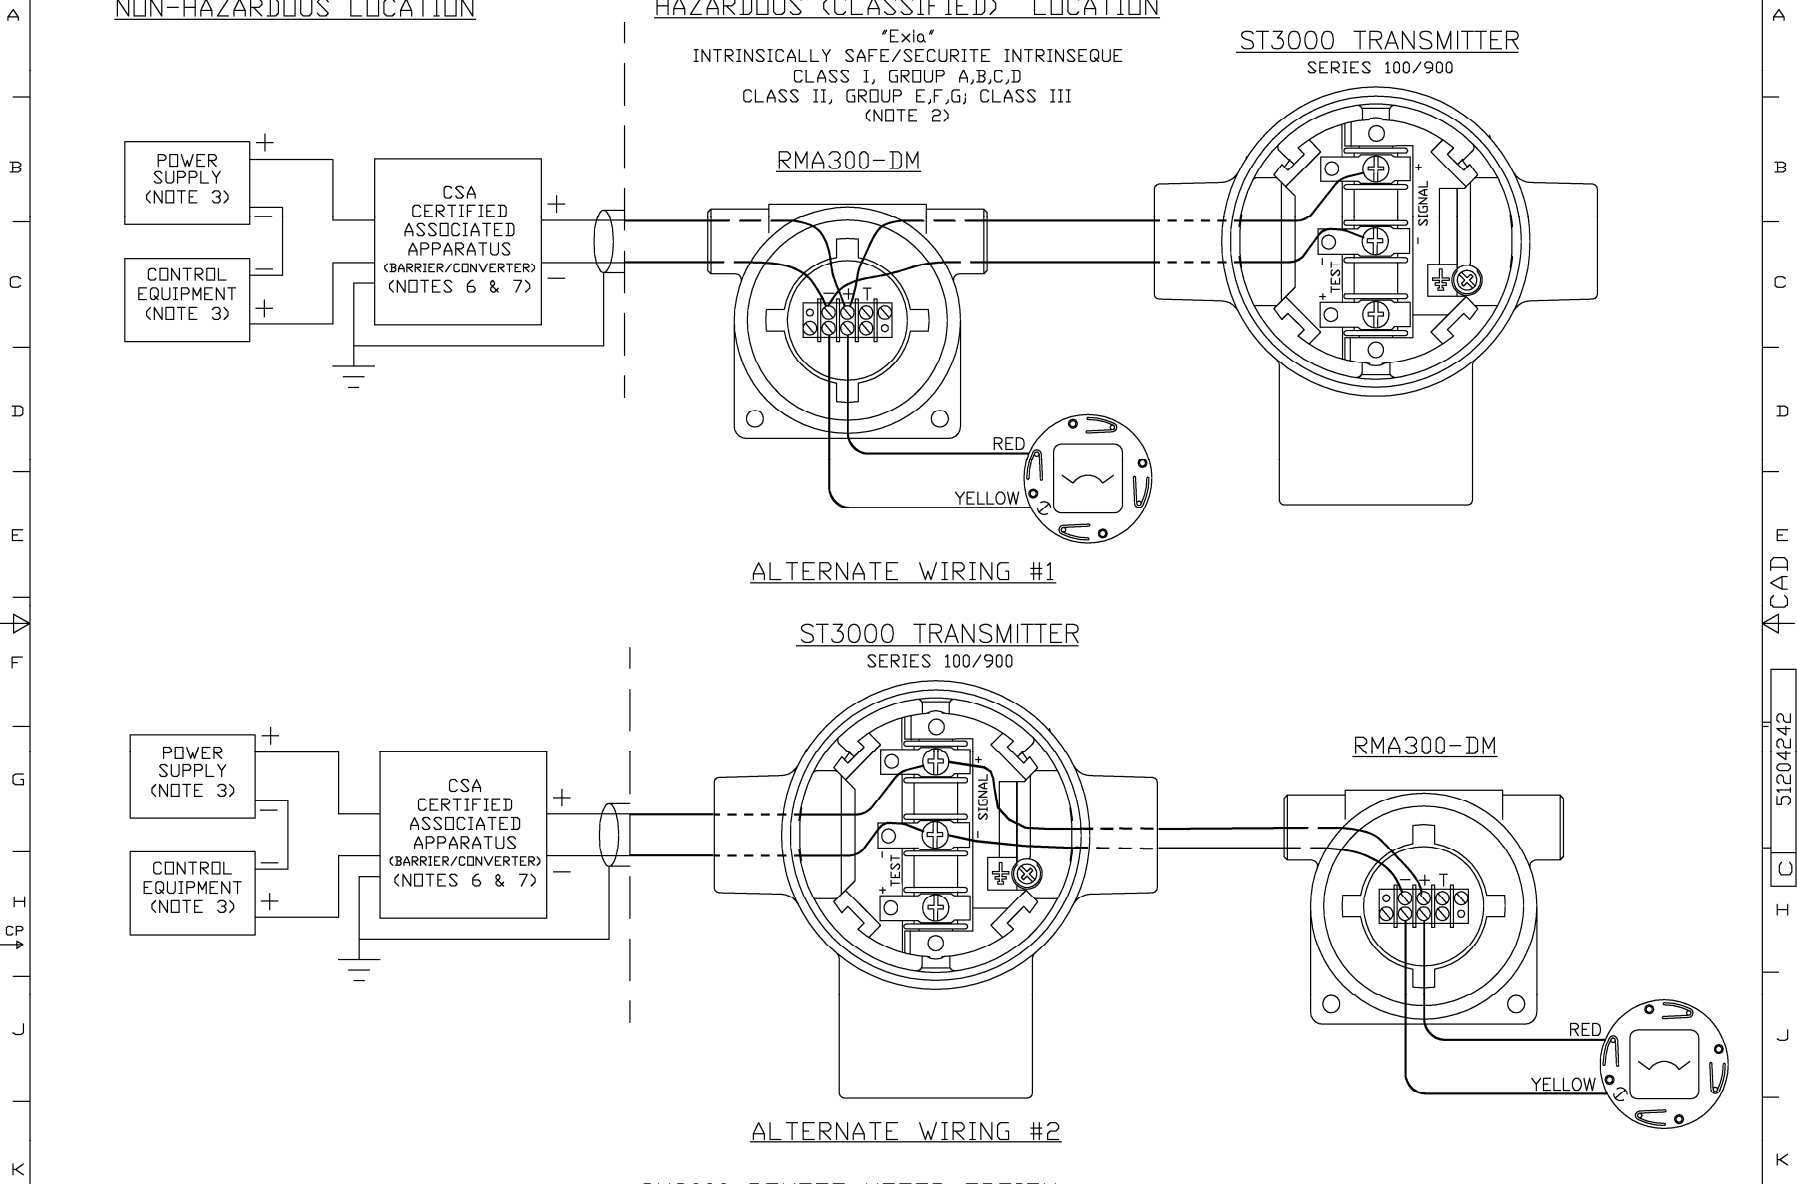 NON-HAZARDOUS LOCATION
HAZARDOUS (CLASSIFIED) LOCATION
"Exia"
INTRINSICALLY SAFE/SECURITE INTRINSEQUE
CLASS I, GROUP A,B,C,D
CLASS II, GROUP E,F,G; CLASS III
(NOTE 2)
ST3000 TRANSMITTER
SERIES 100/900
RMA300-DM
POWER
SUPPLY
(NOTE 3)
+
−
CONTROL
EQUIPMENT
(NOTE 3)
−
+
CSA
CERTIFIED
ASSOCIATED
APPARATUS
(BARRIER/CONVERTER)
(NOTES 6 & 7)
+
−
− + T
+
SIGNAL
-
-
TEST
+
RED
YELLOW
ALTERNATE WIRING #1
ST3000 TRANSMITTER
SERIES 100/900
POWER
SUPPLY
(NOTE 3)
+
−
CONTROL
EQUIPMENT
(NOTE 3)
−
+
CSA
CERTIFIED
ASSOCIATED
APPARATUS
(BARRIER/CONVERTER)
(NOTES 6 & 7)
+
−
+
SIGNAL
-
-
TEST
+
RMA300-DM
− + T
RED
YELLOW
ALTERNATE WIRING #2
A
B
C
D
E
F
G
H
CP
J
K
A
B
C
D
E
CAD
51204242
C
H
J
K